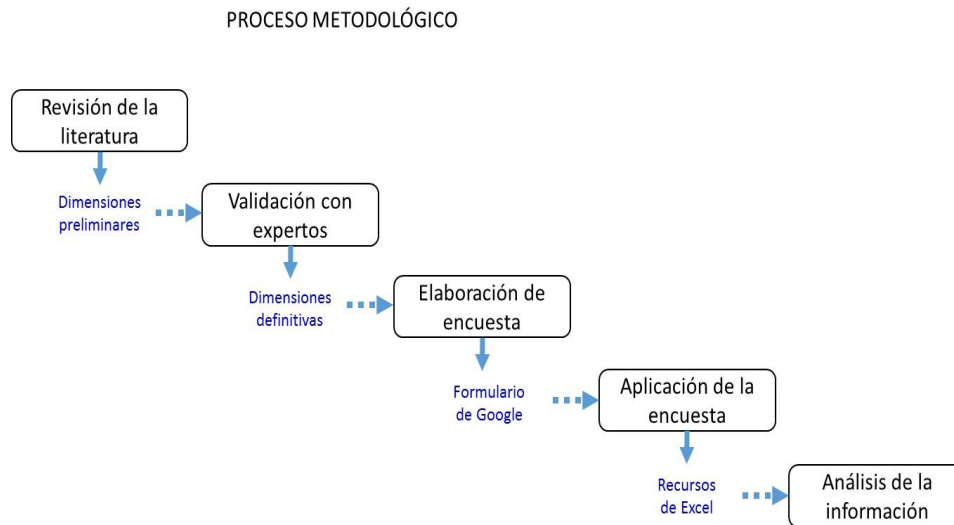 PROCESO METODOLÓGICO
Revisión de la
literatura
Dimensiones
preliminares
Validación con
expertos
Dimensiones
definitivas
Elaboración de
encuesta
Formulario
de Google
Aplicación de la
encuesta
Recursos
de Excel
Análisis de la
información